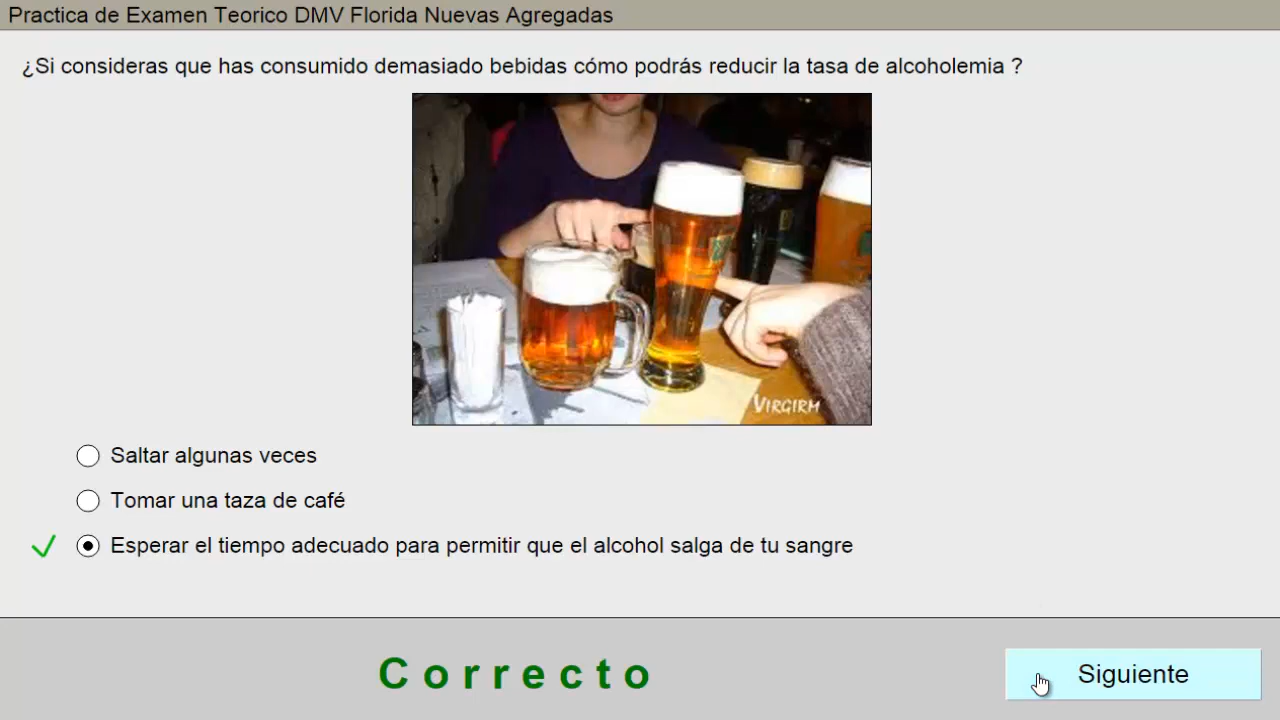 Practica de Examen Teorico DMV Florida Nuevas Agregadas
¿Si consideras que has consumido demasiado bebidas cómo podrás reducir la tasa de alcoholemia ?
VIRGIRM
Saltar algunas veces
Tomar una taza de café
Esperar el tiempo adecuado para permitir que el alcohol salga de tu sangre
Correcto
Siguiente